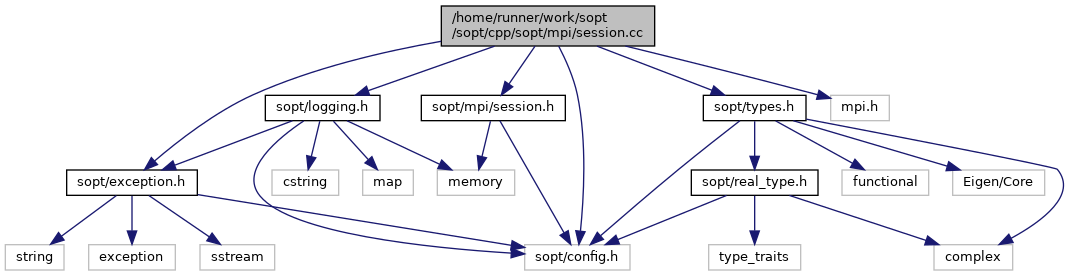 /home/runner/work/sopt
/sopt/cpp/sopt/mpi/session.cc
sopt/logging.h
sopt/mpi/session.h
sopt/types.h
mpi.h
sopt/exception.h
cstring
map
memory
sopt/real_type.h
functional
Eigen/Core
string
exception
sstream
sopt/config.h
type_traits
complex